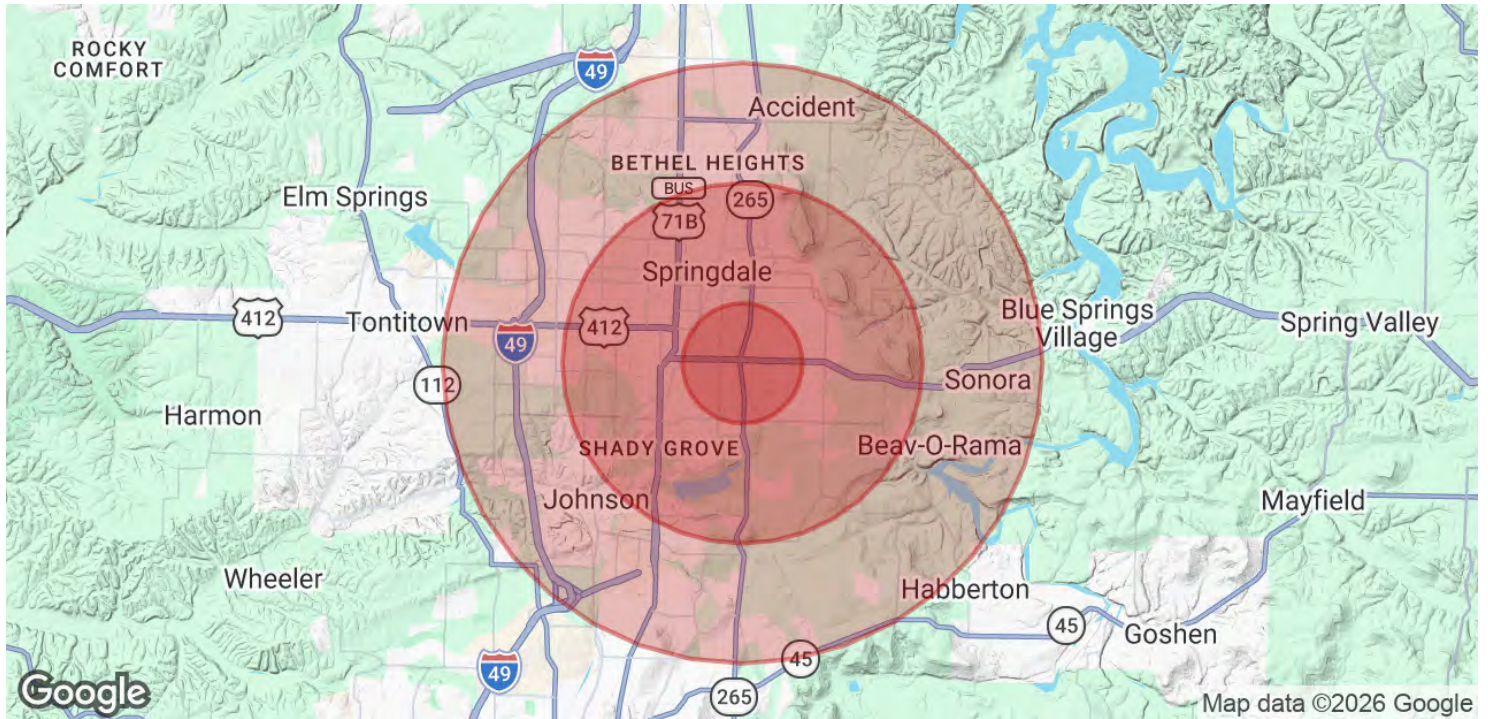 ROCKY
COMFORT
49
Accident
BETHEL HEIGHTS
BUS
71B
265
Elm Springs
Springdale
412
Tontitown
49
412
Blue Springs
Village
Spring Valley
112
Sonora
Harmon
SHADY GROVE
Beav-O-Rama
Johnson
Mayfield
Wheeler
Habberton
45
Goshen
45
49
265
Google
Map data ©2026 Google